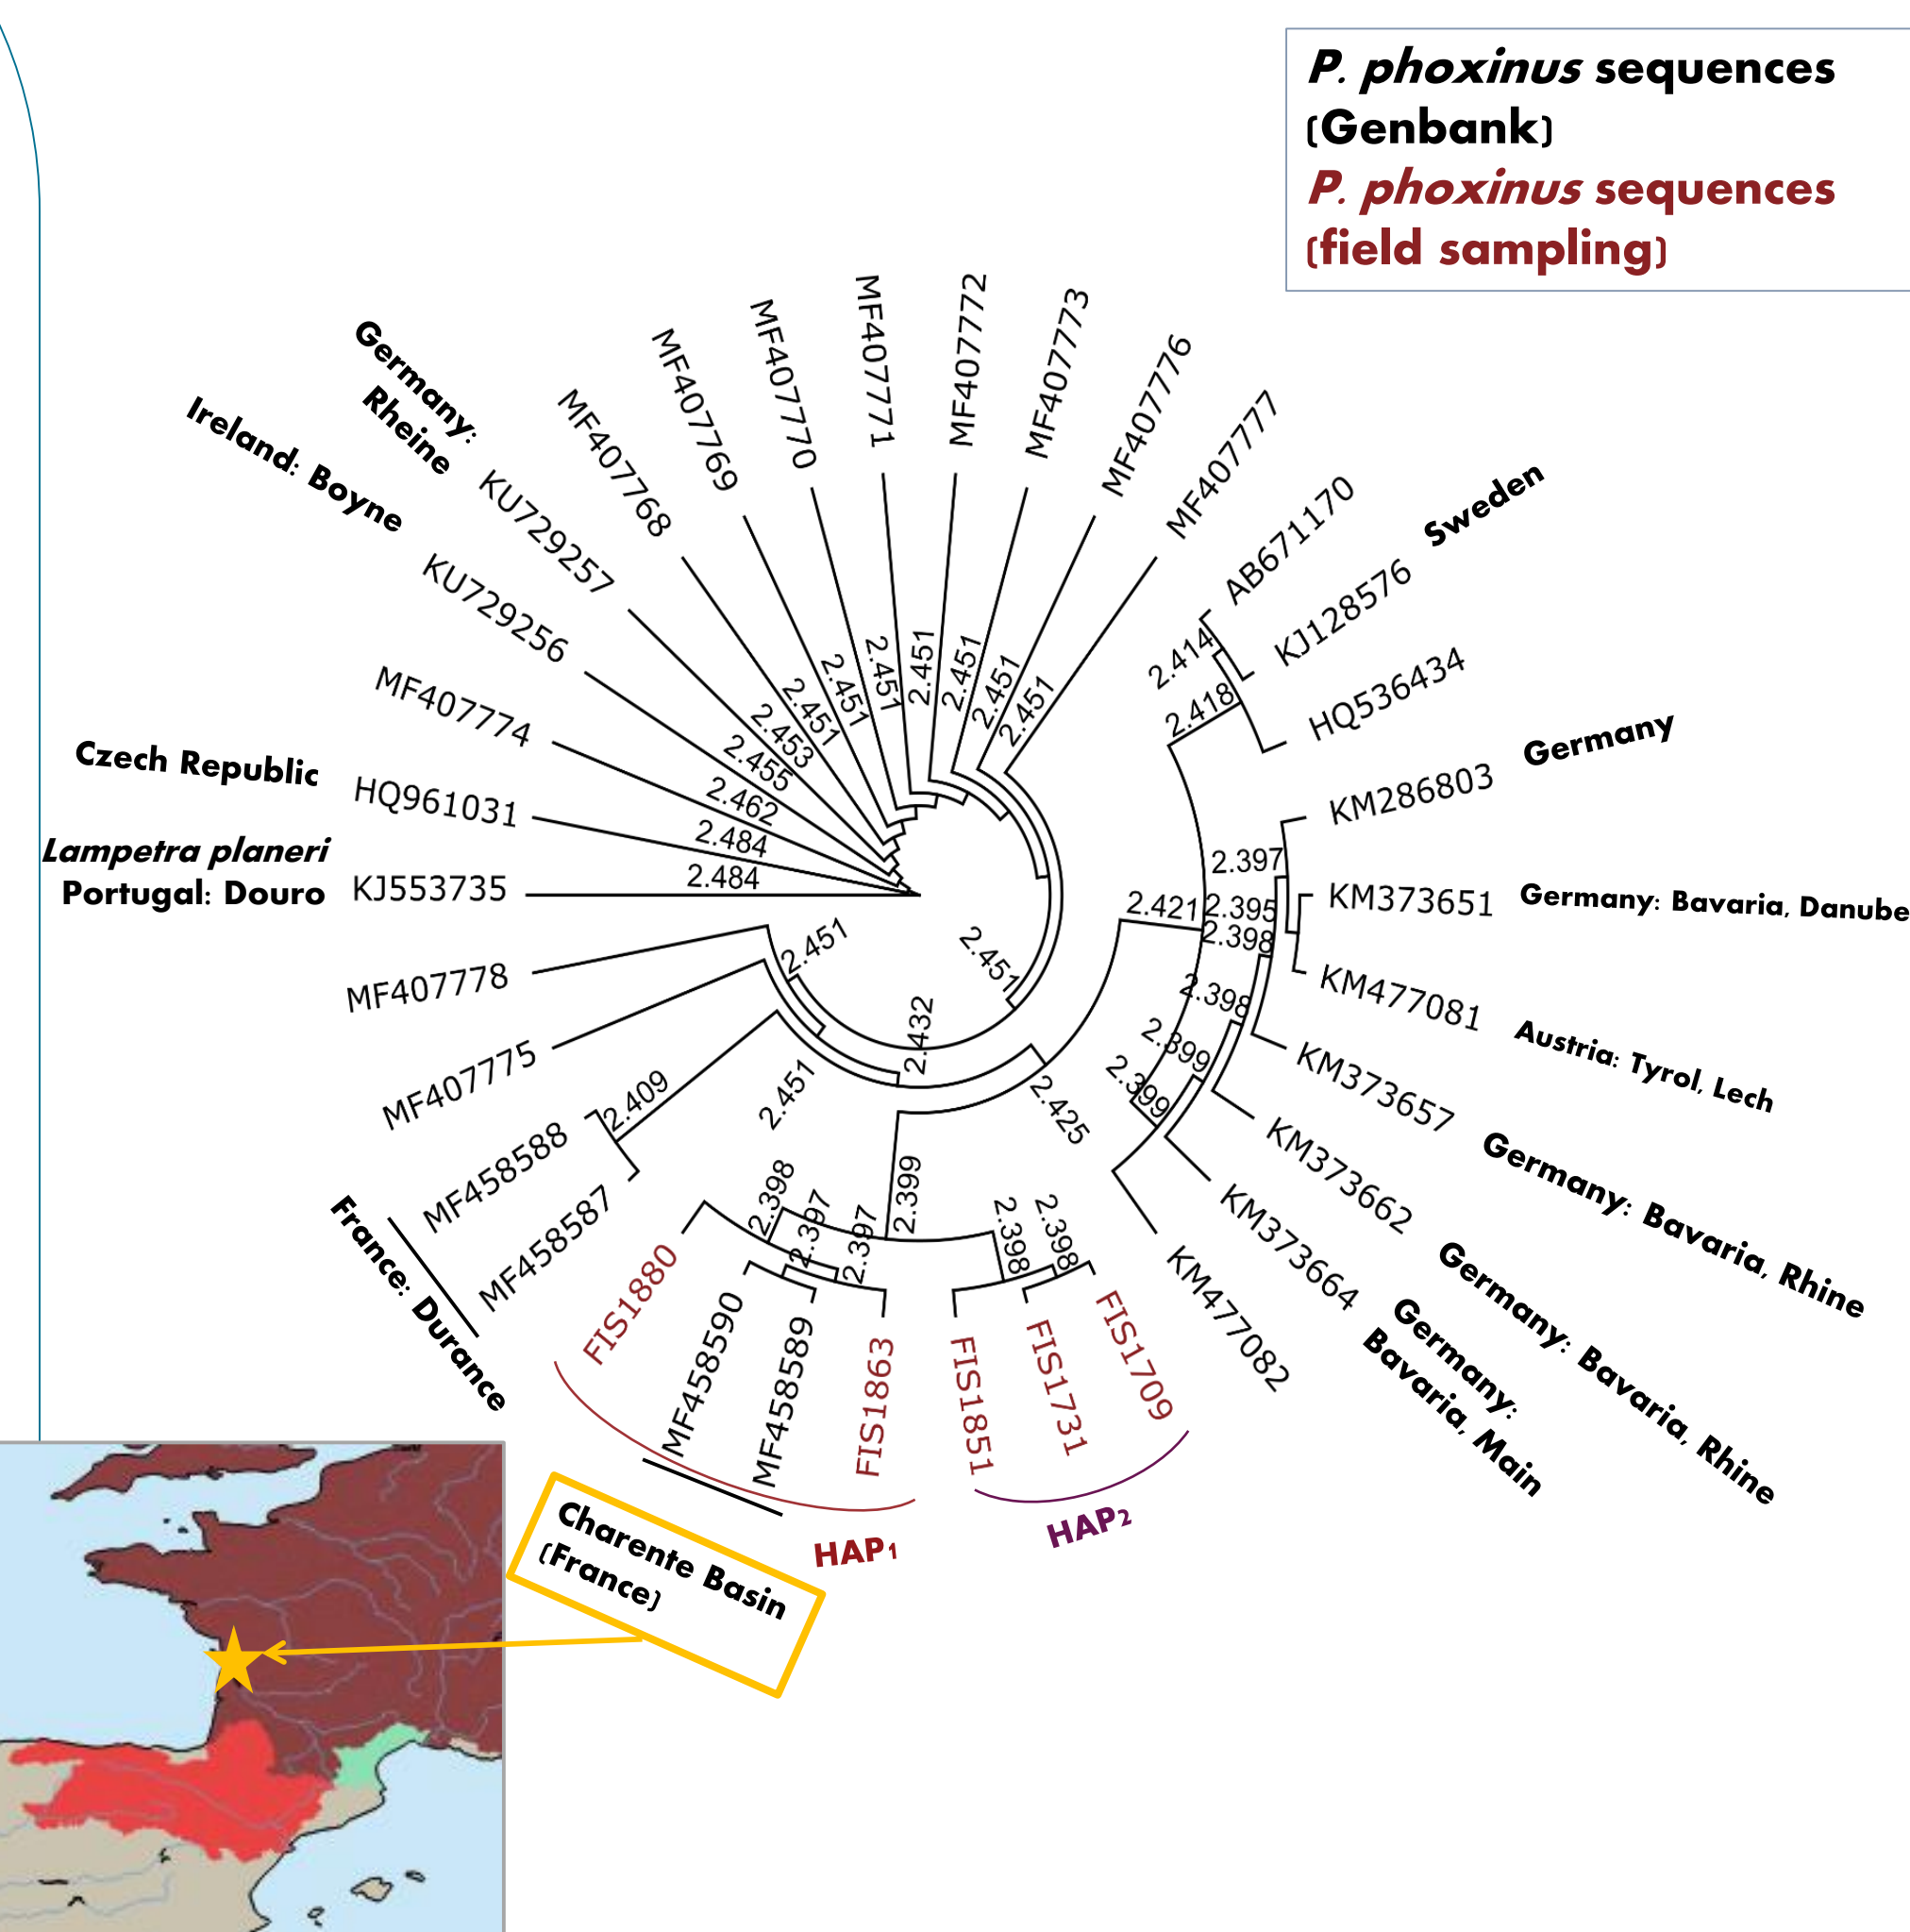 P. phoxinus sequences
(Genbank)
P. phoxinus sequences
(field sampling)
Germany:
Rheine
Ireland: Boyne
Czech Republic
Lampetra planeri
Portugal: Douro
KJ553735
HQ961031
MF407774
KU729256
KU729257
MF407768
MF407769
MF407770
MF407771
MF407772
MF407773
MF407776
MF407777
AB671170
KJ128576
Sweden
HQ536434
KM286803
Germany
KM373651
Germany: Bavaria, Danube
KM477081
Austria: Tyrol, Lech
KM373657
Germany: Bavaria, Rhine
KM373662
Germany: Bavaria, Rhine
KM373664
Germany:
Bavaria, Main
KM477082
FIS1709
FIS1731
FIS1851
FIS1863
MF458589
MF458590
FIS1880
MF458587
MF458588
France: Durance
MF407775
MF407778
2.484
2.484
2.462
2.455
2.453
2.451
2.451
2.451
2.451
2.451
2.451
2.451
2.414
2.418
2.397
2.395
2.398
2.421
2.398
2.399
2.399
2.451
2.451
2.432
2.451
2.425
2.409
2.399
2.398
2.397
2.397
2.398
2.398
HAP1
HAP2
Charente Basin
(France)